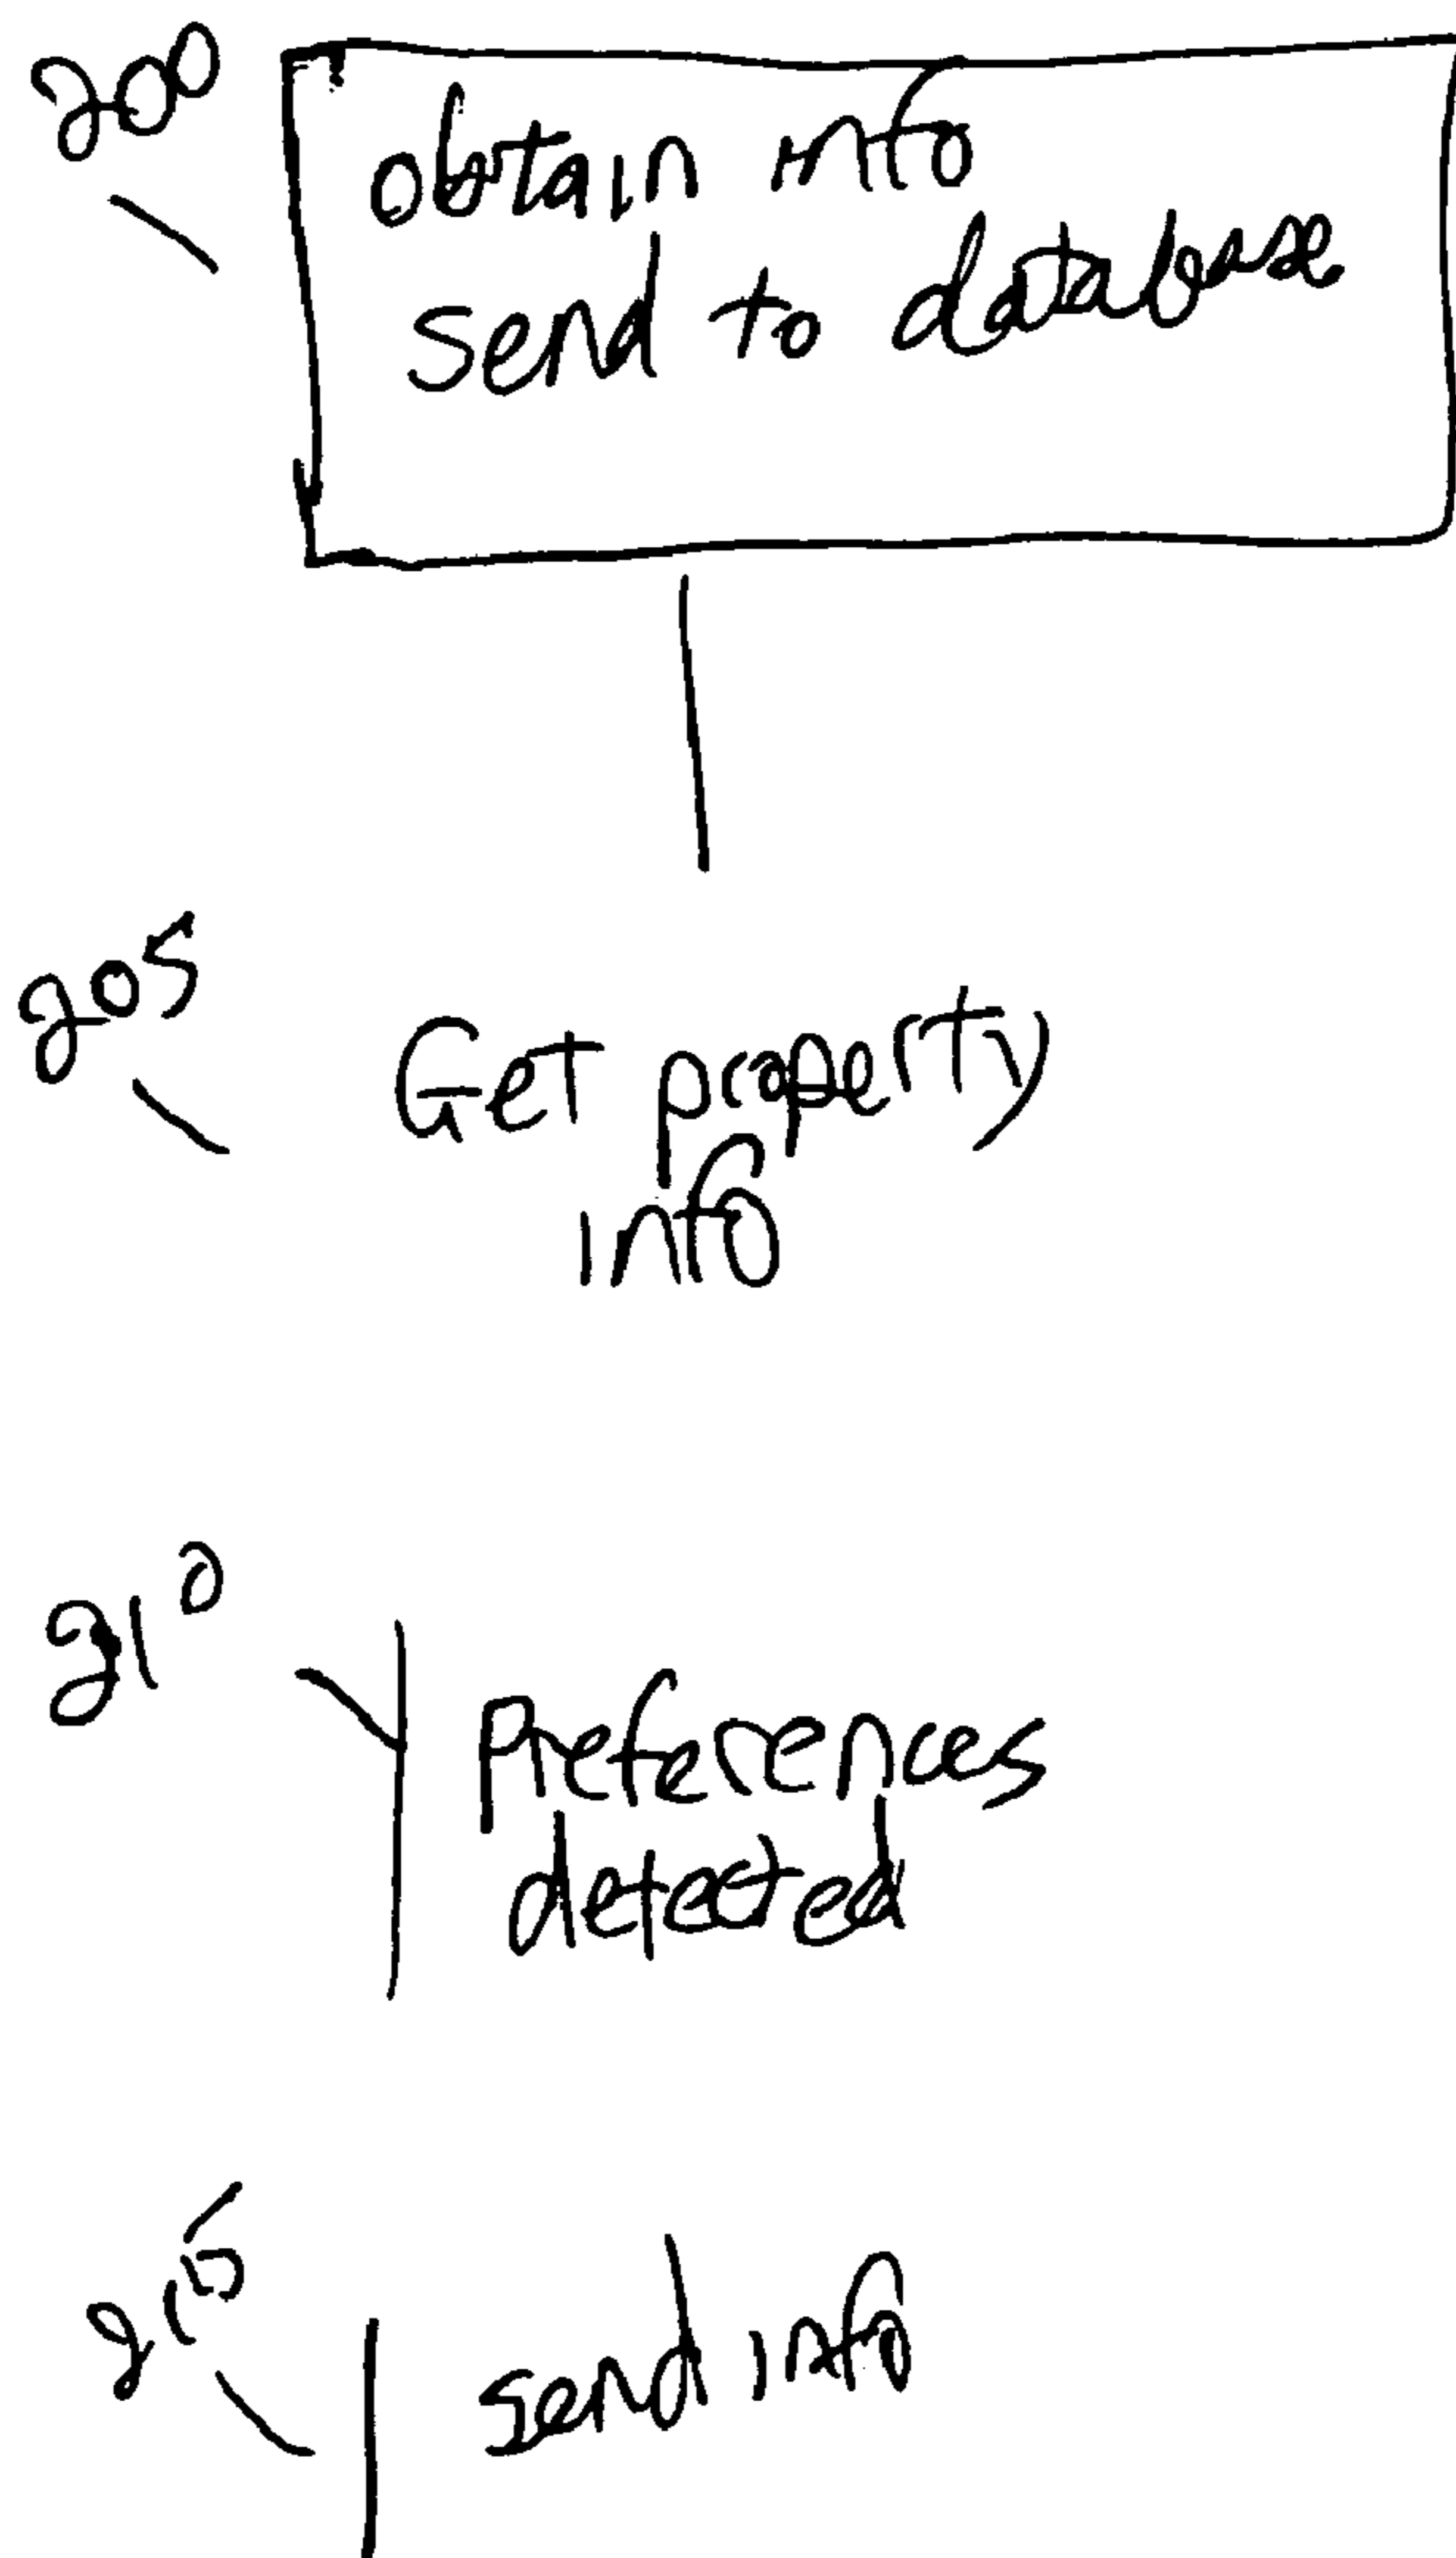 200
obtain info
send to database
205
Get property
info
210
Preferences
detected
215
send info